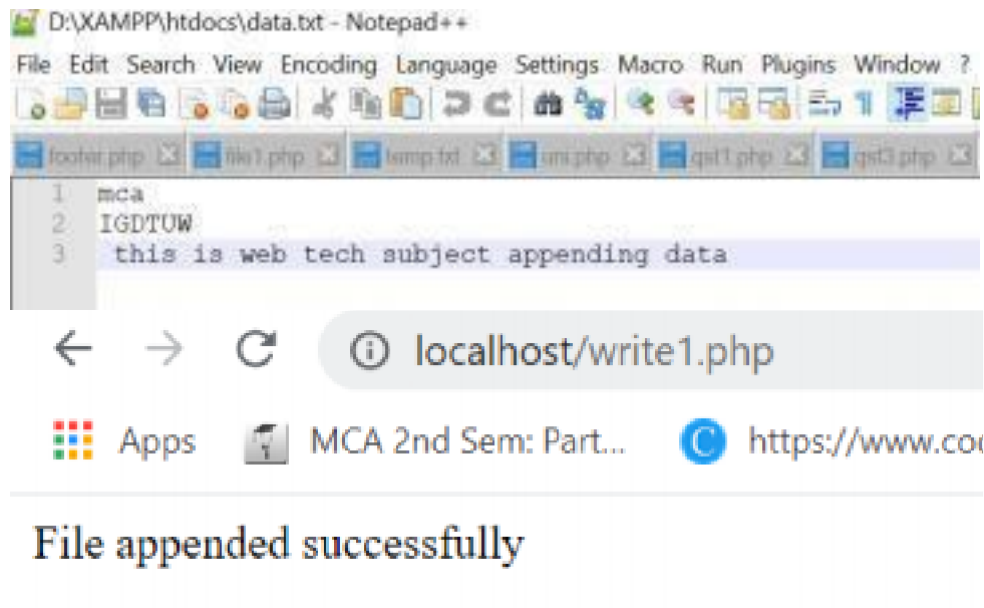 D:\XAMPP\htdocs\data.txt - Notepad++
File Edit Search View Encoding Language Settings Macro Run Plugins Window ?
footer.php file1.php temp.txt uni.php qst1.php qst3.php
1 mca
2 IGDTUW
3 this is web tech subject appending data
localhost/write1.php
Apps MCA 2nd Sem: Part... https://www.coc
File appended successfully